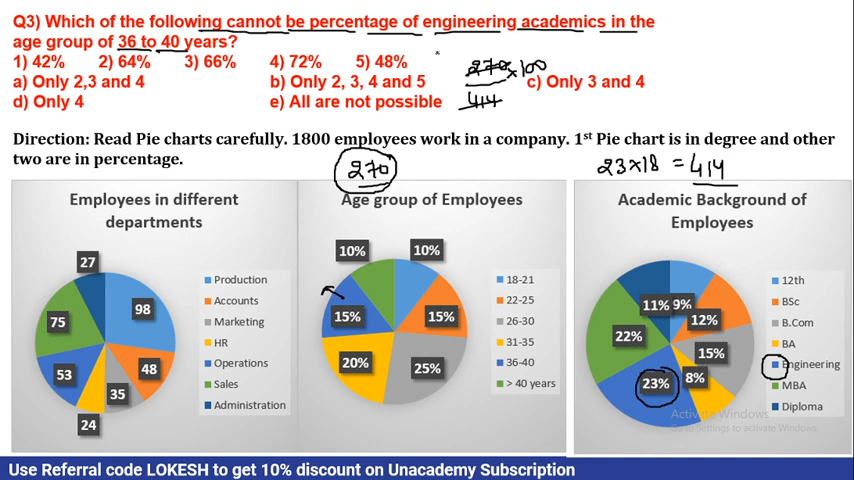 Q3) Which of the following cannot be percentage of engineering academics in the
age group of 36 to 40 years?
1) 42% 2) 64% 3) 66% 4) 72% 5) 48%
a) Only 2,3 and 4 b) Only 2, 3, 4 and 5 c) Only 3 and 4
d) Only 4 e) All are not possible
270 × 100
414
Direction: Read Pie charts carefully. 1800 employees work in a company. 1st Pie chart is in degree and other
two are in percentage.
270
23×18 = 414
Employees in different
departments
27
98
75
48
53
35
24
Production
Accounts
Marketing
HR
Operations
Sales
Administration
Age group of Employees
10%
10%
15%
15%
20%
25%
18-21
22-25
26-30
31-35
36-40
> 40 years
Academic Background of
Employees
11%
9%
12%
22%
15%
23%
8%
12th
BSc
B.Com
BA
Engineering
MBA
Diploma
Activate Windows
Go to Settings to activate Windows.
Use Referral code LOKESH to get 10% discount on Unacademy Subscription